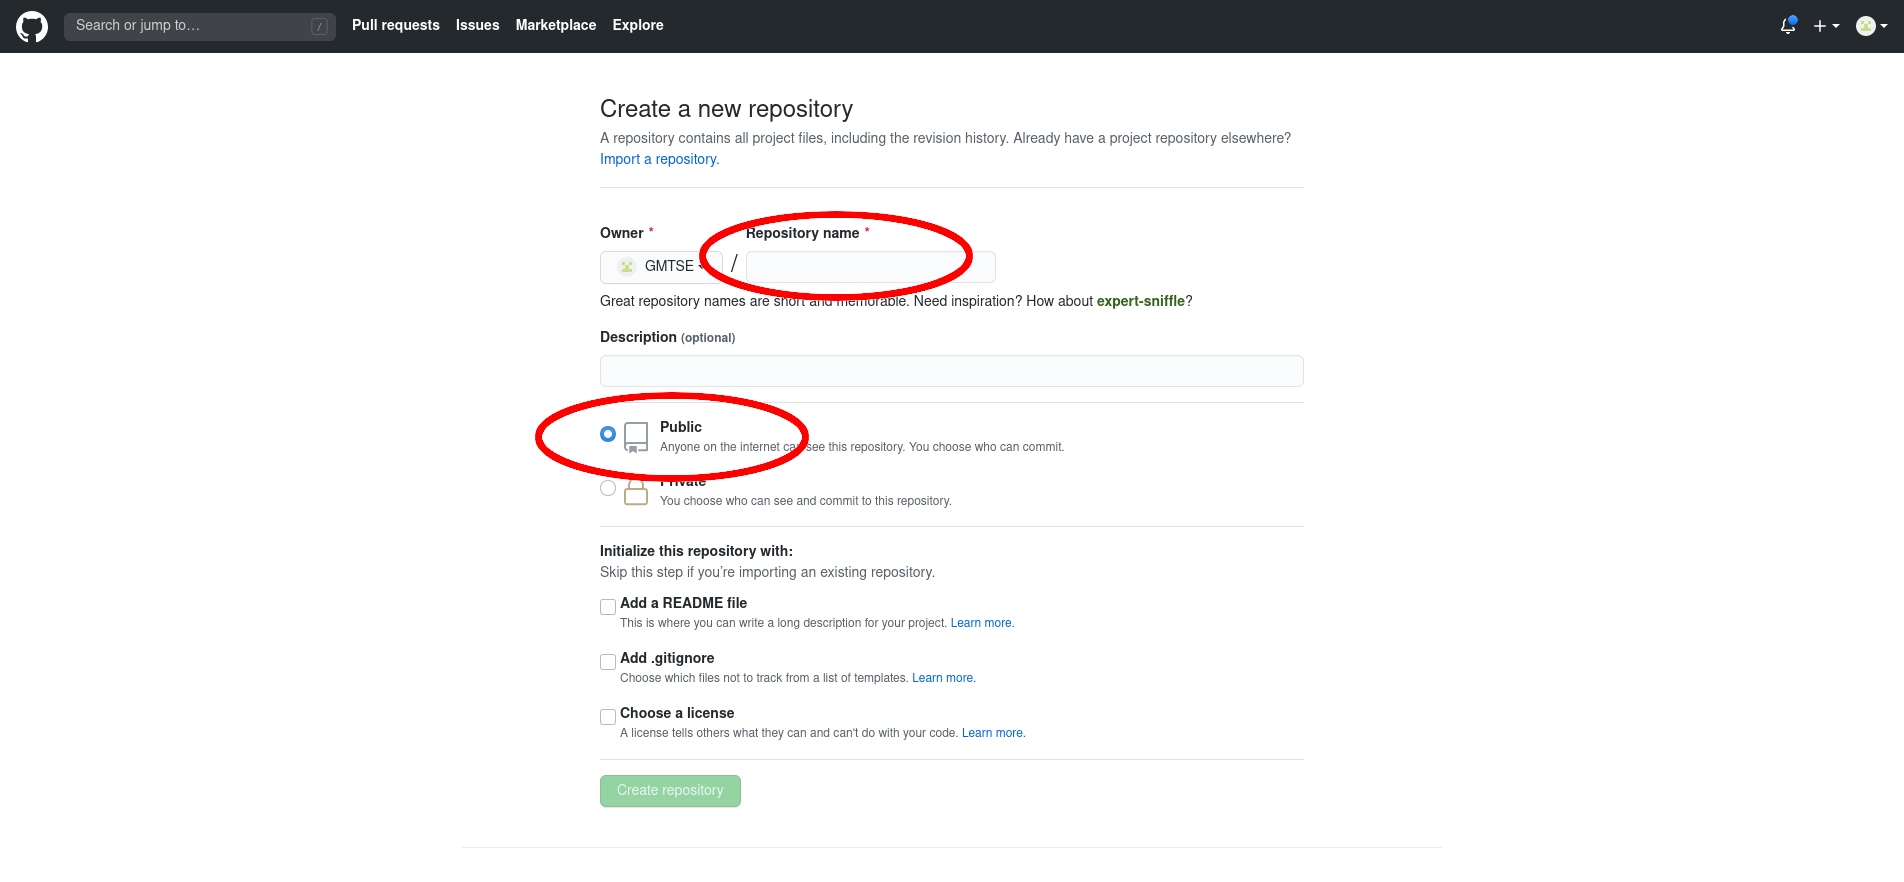 Search or jump to… /
Pull requests Issues Marketplace Explore
Create a new repository
A repository contains all project files, including the revision history. Already have a project repository elsewhere?
Import a repository.
Owner * Repository name *
GMTSE /
Great repository names are short and memorable. Need inspiration? How about expert-sniffle?
Description (optional)
Public
Anyone on the internet can see this repository. You choose who can commit.
Private
You choose who can see and commit to this repository.
Initialize this repository with:
Skip this step if you’re importing an existing repository.
Add a README file
This is where you can write a long description for your project. Learn more.
Add .gitignore
Choose which files not to track from a list of templates. Learn more.
Choose a license
A license tells others what they can and can't do with your code. Learn more.
Create repository